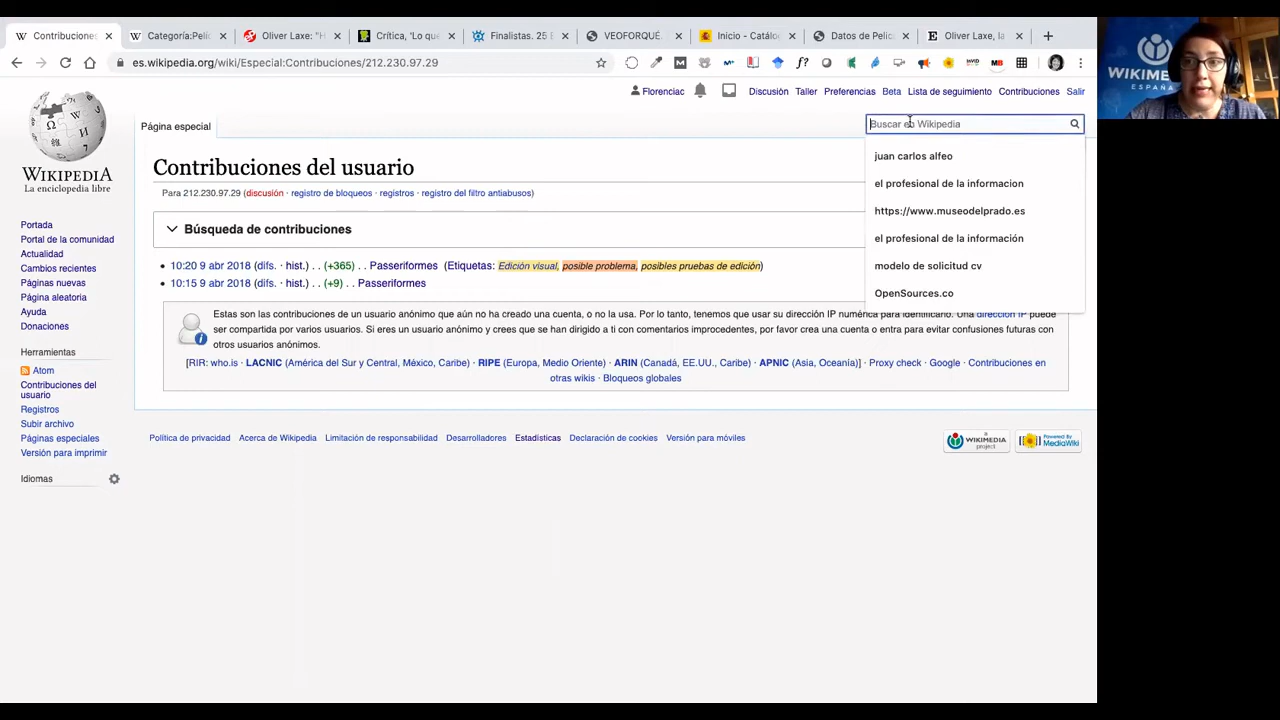 Contribuciones
Categoría:Pelíc
Oliver Laxe: "H
Crítica, 'Lo que
Finalistas. 25 E
VEOFORQUÉ.
Inicio - Catálo
Datos de Pelíc
Oliver Laxe, la
es.wikipedia.org/wiki/Especial:Contribuciones/212.230.97.29
WIKIMEDIA
ESPAÑA
Florenciac
Discusión
Taller
Preferencias
Beta
Lista de seguimiento
Contribuciones
Salir
WIKIPEDIA
La enciclopedia libre
Página especial
Buscar en Wikipedia
juan carlos alfeo
el profesional de la informacion
https://www.museodelprado.es
el profesional de la información
modelo de solicitud cv
OpenSources.co
Contribuciones del usuario
Para 212.230.97.29 (discusión · registro de bloqueos · registros · registro del filtro antiabusos)
Búsqueda de contribuciones
10:20 9 abr 2018 (difs. · hist.) . . (+365) . . Passeriformes (Etiquetas: Edición visual, posible problema, posibles pruebas de edición)
10:15 9 abr 2018 (difs. · hist.) . . (+9) . . Passeriformes
Estas son las contribuciones de un usuario anónimo que aún no ha creado una cuenta, o no la usa. Por lo tanto, tenemos que usar su dirección IP numérica para identificarlo. Una dirección IP puede
ser compartida por varios usuarios. Si eres un usuario anónimo y crees que se han dirigido a ti con comentarios improcedentes, por favor crea una cuenta o entra para evitar confusiones futuras con
otros usuarios anónimos.
[RIR: who.is · LACNIC (América del Sur y Central, México, Caribe) · RIPE (Europa, Medio Oriente) · ARIN (Canadá, EE.UU., Caribe) · APNIC (Asia, Oceanía)] · Proxy check · Google · Contribuciones en
otras wikis · Bloqueos globales
Portada
Portal de la comunidad
Actualidad
Cambios recientes
Páginas nuevas
Página aleatoria
Ayuda
Donaciones
Herramientas
Atom
Contribuciones del
usuario
Registros
Subir archivo
Páginas especiales
Versión para imprimir
Idiomas
Política de privacidad
Acerca de Wikipedia
Limitación de responsabilidad
Desarrolladores
Estadísticas
Declaración de cookies
Versión para móviles
a
WIKIMEDIA
project
Powered By
MediaWiki